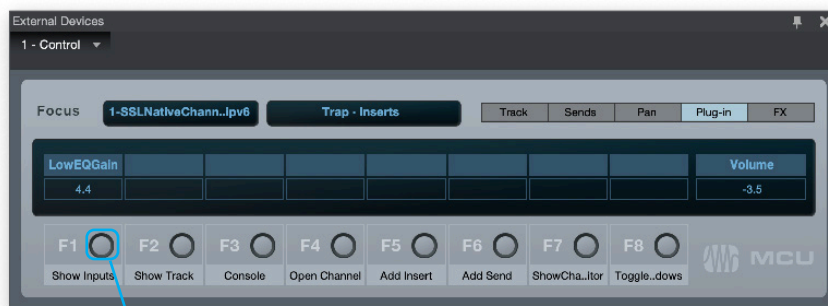 External Devices
1 - Control
Focus 1-SSLNativeChann..lpv6 Trap - Inserts Track Sends Pan Plug-in FX
LowEQGain Volume
4.4 -3.5
F1 F2 F3 F4 F5 F6 F7 F8 MCU
Show Inputs Show Track Console Open Channel Add Insert Add Send ShowCha..itor Toggle..dows